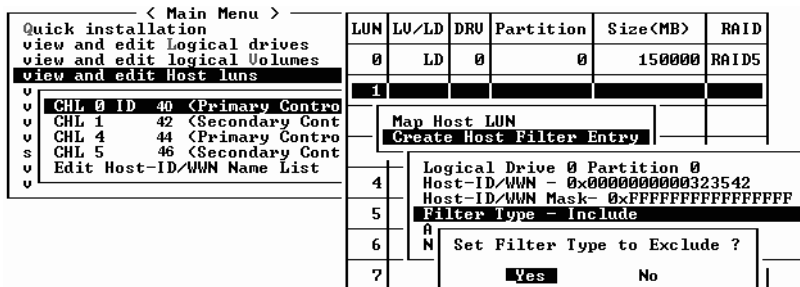 < Main Menu >
Quick installation
view and edit Logical drives
view and edit logical Volumes
view and edit Host luns
v
v CHL 0 ID 40 (Primary Contro
v CHL 1 42 (Secondary Cont
v CHL 4 44 (Primary Contro
s CHL 5 46 (Secondary Cont
v Edit Host-ID/WWN Name List
v
LUN LV/LD DRV Partition Size(MB) RAID
0 LD 0 0 150000 RAID5
1
Map Host LUN
Create Host Filter Entry
Logical Drive 0 Partition 0
4 Host-ID/WWN - 0x0000000000323542
Host-ID/WWN Mask- 0xFFFFFFFFFFFFFFFF
5 Filter Type - Include
A
6 N Set Filter Type to Exclude ?
7 Yes No